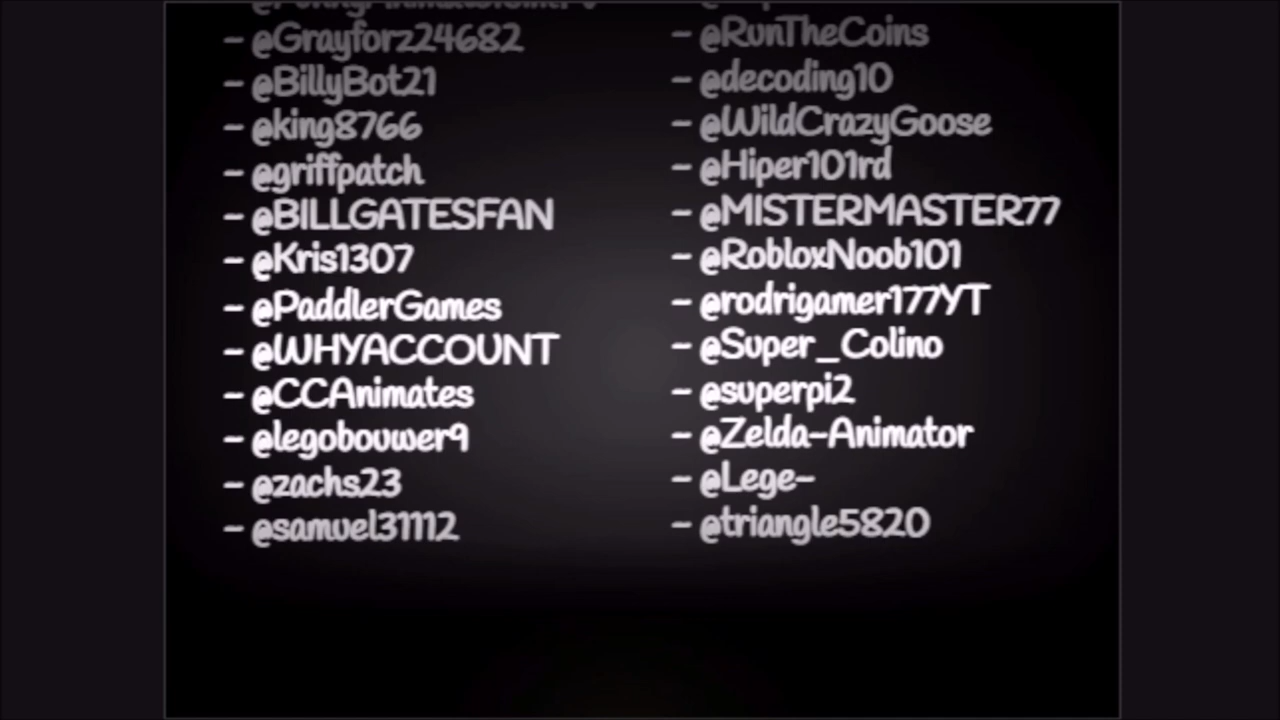 - @Grayforz24682
- @BillyBot21
- @king8766
- @griffpatch
- @BILLGATESFAN
- @Kris1307
- @PaddlerGames
- @WHYACCOUNT
- @CCAnimates
- @legobouwer9
- @zachs23
- @samuel31112
- @RunTheCoins
- @decoding10
- @WildCrazyGoose
- @Hiper101rd
- @MISTERMASTER77
- @RobloxNoob101
- @rodrigamer177YT
- @Super_Colino
- @superpi2
- @Zelda-Animator
- @Lege-
- @triangle5820